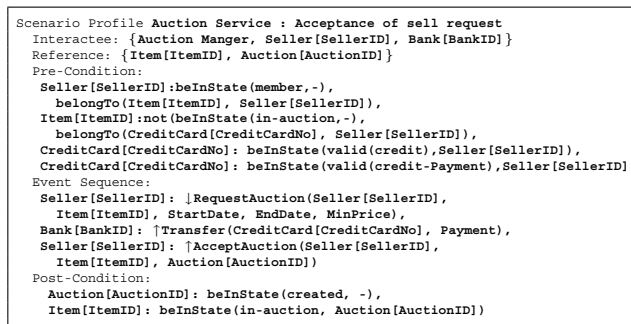 Scenario Profile Auction Service : Acceptance of sell request
Interactee: {Auction Manger, Seller[SellerID], Bank[BankID]}
Reference: {Item[ItemID], Auction[AuctionID]}
Pre-Condition:
Seller[SellerID]:beInState(member,-),
belongTo(Item[ItemID], Seller[SellerID]),
Item[ItemID]:not(beInState(in-auction,-),
belongTo(CreditCard[CreditCardNo], Seller[SellerID]),
CreditCard[CreditCardNo]: beInState(valid(credit),Seller[SellerID]),
CreditCard[CreditCardNo]: beInState(valid(credit-Payment),Seller[SellerID]
Event Sequence:
Seller[SellerID]: ↓RequestAuction(Seller[SellerID],
Item[ItemID], StartDate, EndDate, MinPrice),
Bank[BankID]: ↑Transfer(CreditCard[CreditCardNo], Payment),
Seller[SellerID]: ↑AcceptAuction(Seller[SellerID],
Item[ItemID], Auction[AuctionID])
Post-Condition:
Auction[AuctionID]: beInState(created, -),
Item[ItemID]: beInState(in-auction, Auction[AuctionID])